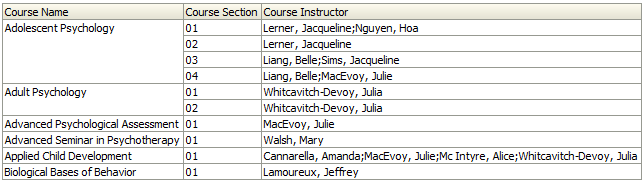 Course Name Course Section Course Instructor
Adolescent Psychology 01 Lerner, Jacqueline;Nguyen, Hoa
02 Lerner, Jacqueline
03 Liang, Belle;Sims, Jacqueline
04 Liang, Belle;MacEvoy, Julie
Adult Psychology 01 Whitcavitch-Devoy, Julia
02 Whitcavitch-Devoy, Julia
Advanced Psychological Assessment 01 MacEvoy, Julie
Advanced Seminar in Psychotherapy 01 Walsh, Mary
Applied Child Development 01 Cannarella, Amanda;MacEvoy, Julie;Mc Intyre, Alice;Whitcavitch-Devoy, Julia
Biological Bases of Behavior 01 Lamoureux, Jeffrey